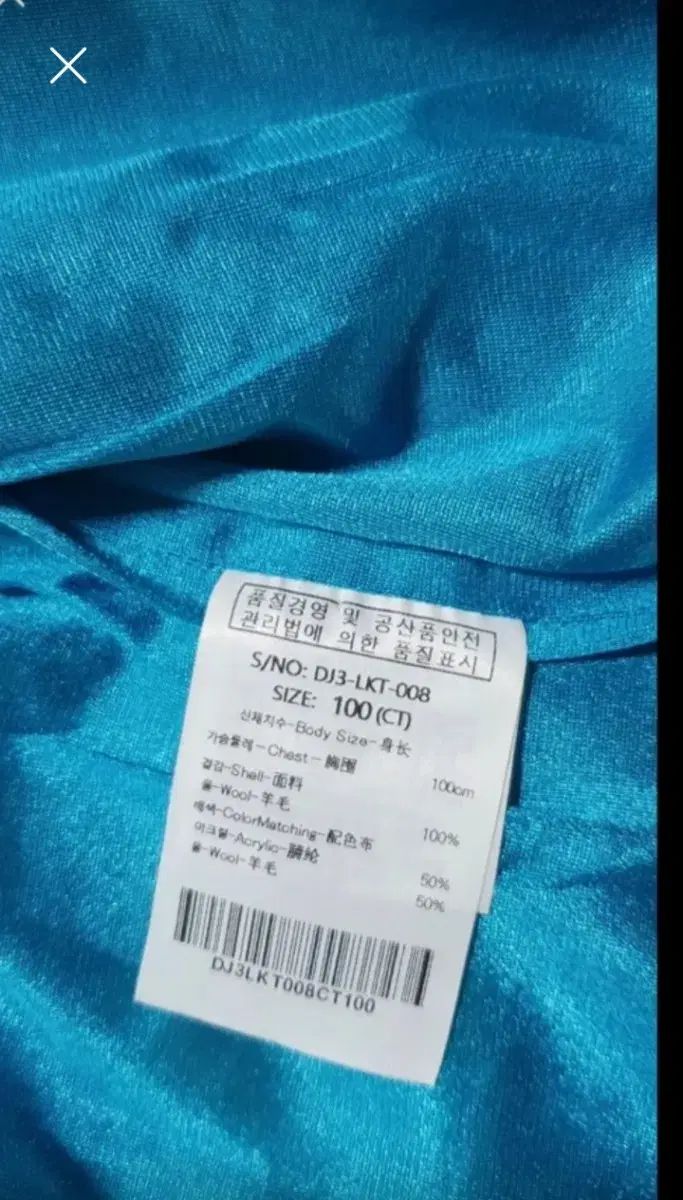 품질경영 및 공산품안전
관리법에 의한 품질표시
S/NO: DJ3-LKT-008
SIZE: 100 (CT)
신체치수-Body Size-身长
가슴둘레-Chest-胸围 100cm
겉감-Shell-面料
울-Wool-羊毛 100%
배색-ColorMatching-配色布
아크릴-Acrylic-腈纶 50%
울-Wool-羊毛 50%
DJ3LKT008CT100